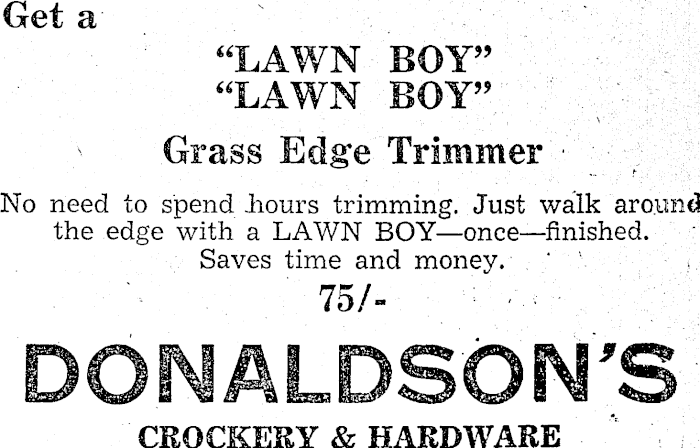 Get a
“LAWN BOY”
“LAWN BOY”
Grass Edge Trimmer
No need to spend hours trimming. Just walk around
the edge with a LAWN BOY—once—finished.
Saves time and money.
75/-
DONALDSON’S
CROCKERY & HARDWARE